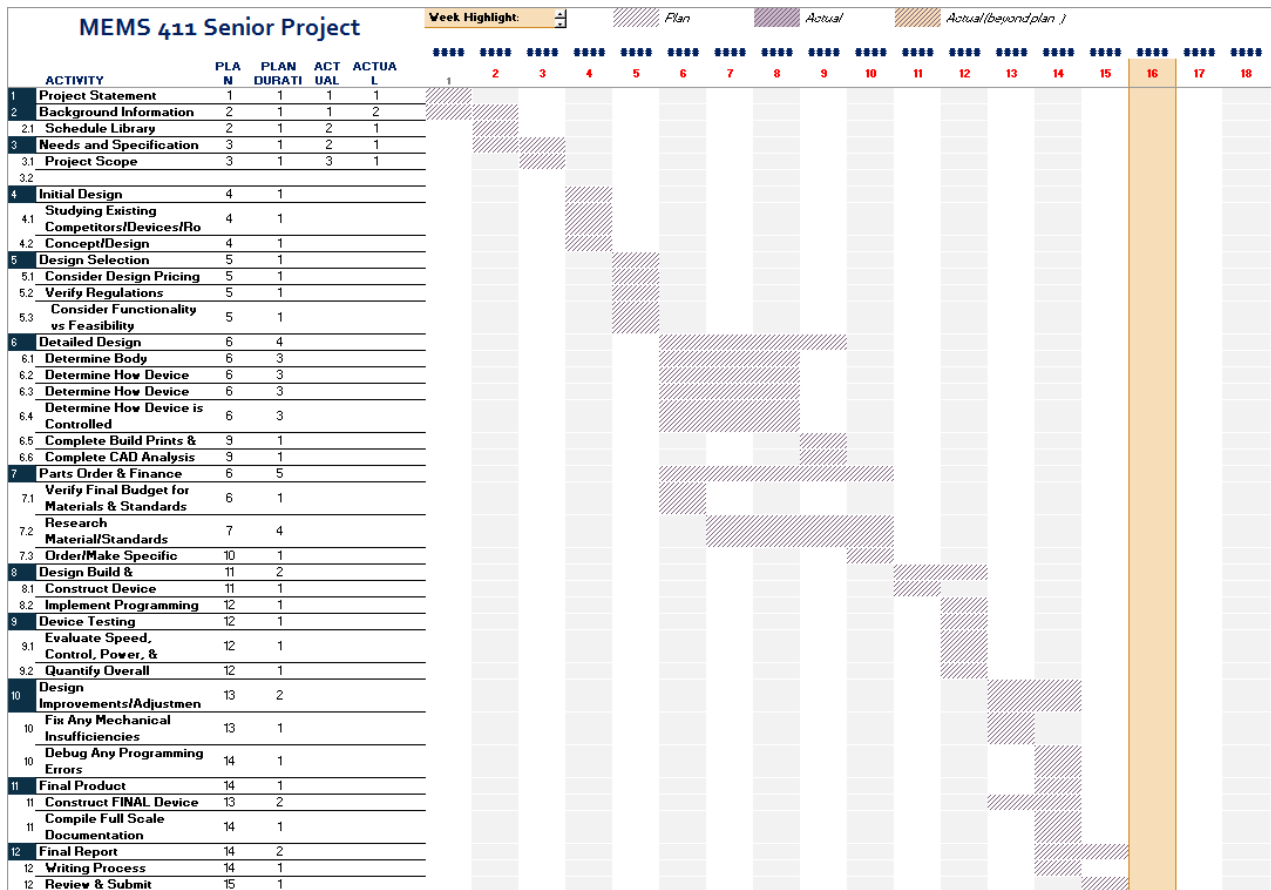 MEMS 411 Senior Project
Week Highlight:
Plan
Actual
Actual (beyond plan )
#### #### #### #### #### #### #### #### #### #### #### #### #### #### #### #### #### ####
ACTIVITY PLA N PLAN DURATI ACT UAL ACTUA L 1 2 3 4 5 6 7 8 9 10 11 12 13 14 15 16 17 18
1 Project Statement 1 1 1 1
2 Background Information 2 1 1 2
2.1 Schedule Library 2 1 2 1
3 Needs and Specification 3 1 2 1
3.1 Project Scope 3 1 3 1
3.2
4 Initial Design 4 1
4.1 Studying Existing
Competitors/Devices/Ro 4 1
4.2 Concept/Design 4 1
5 Design Selection 5 1
5.1 Consider Design Pricing 5 1
5.2 Verify Regulations 5 1
5.3 Consider Functionality
vs Feasibility 5 1
6 Detailed Design 6 4
6.1 Determine Body 6 3
6.2 Determine How Device 6 3
6.3 Determine How Device 6 3
6.4 Determine How Device is
Controlled 6 3
6.5 Complete Build Prints & 9 1
6.6 Complete CAD Analysis 9 1
7 Parts Order & Finance 6 5
7.1 Verify Final Budget for
Materials & Standards 6 1
7.2 Research
Material/Standards 7 4
7.3 Order/Make Specific 10 1
8 Design Build & 11 2
8.1 Construct Device 11 1
8.2 Implement Programming 12 1
9 Device Testing 12 1
9.1 Evaluate Speed,
Control, Power, & 12 1
9.2 Quantify Overall 12 1
10 Design
Improvements/Adjustmen 13 2
10 Fix Any Mechanical
Insufficiencies 13 1
10 Debug Any Programming
Errors 14 1
11 Final Product 14 1
11 Construct FINAL Device 13 2
11 Compile Full Scale
Documentation 14 1
12 Final Report 14 2
12 Writing Process 14 1
12 Review & Submit 15 1